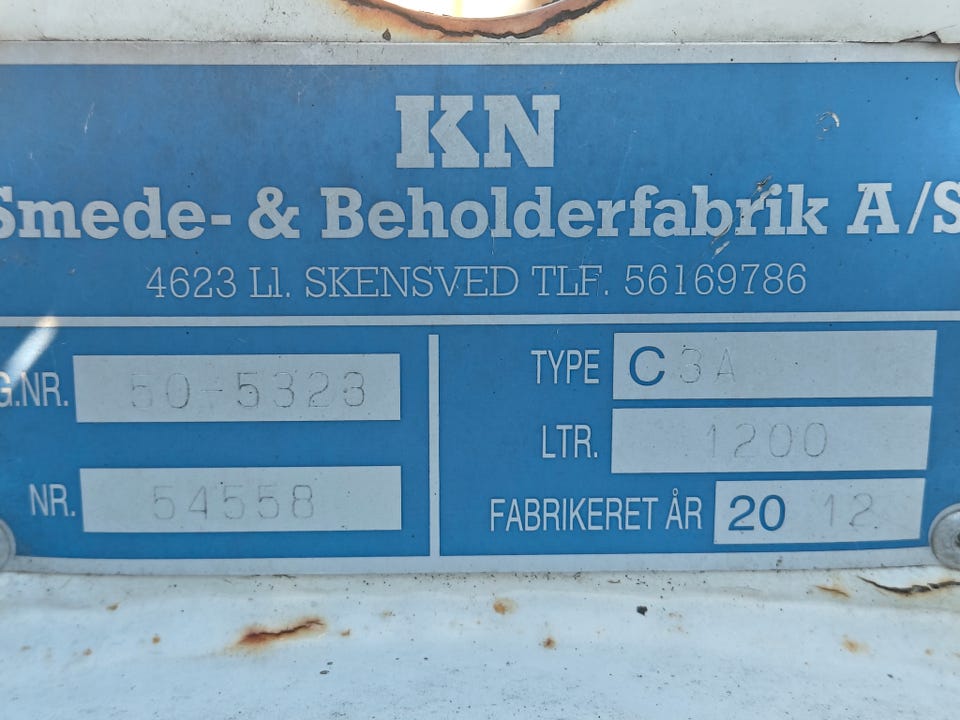 KN
Smede- & Beholderfabrik A/S
4623 Ll. SKENSVED TLF. 56169786
G.NR. 50-5323
NR. 54558
TYPE C3A
LTR. 1200
FABRIKERET ÅR 2012